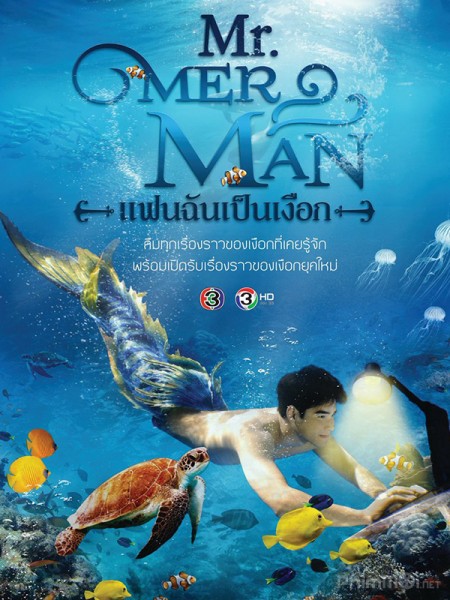 Mr.
MER
MAN
แฟนฉันเป็นเงือก
ลืมทุกเรื่องราวของเงือกที่เคยรู้จัก
พร้อมเปิดรับเรื่องราวของเงือกยุคใหม่
3 3 HD